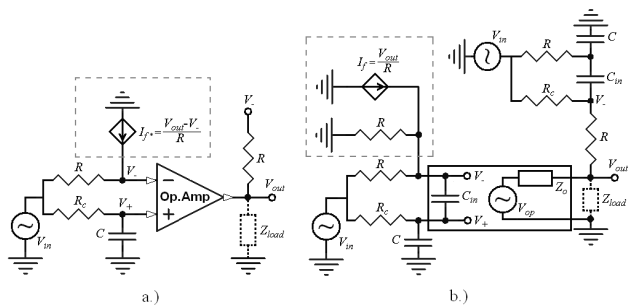 I_f* = (V_out - V_-)/R
V_-
R
V_-
R
Op.Amp
V_out
R_c
V_+
V_in
C
Z_load
a.)
I_f = V_out/R
R
R
V_-
C_in
R_c
V_+
V_in
C
V_in
R
C
C_in
R_c
V_-
R
V_out
Z_o
V_op
Z_load
b.)